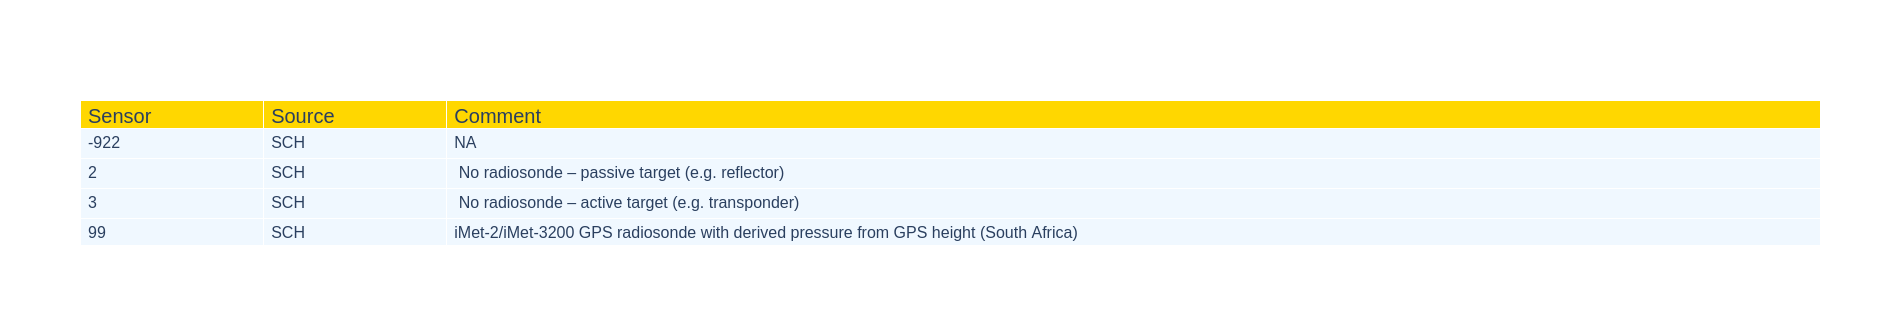 Sensor Source Comment
-922 SCH NA
2 SCH No radiosonde – passive target (e.g. reflector)
3 SCH No radiosonde – active target (e.g. transponder)
99 SCH iMet-2/iMet-3200 GPS radiosonde with derived pressure from GPS height (South Africa)